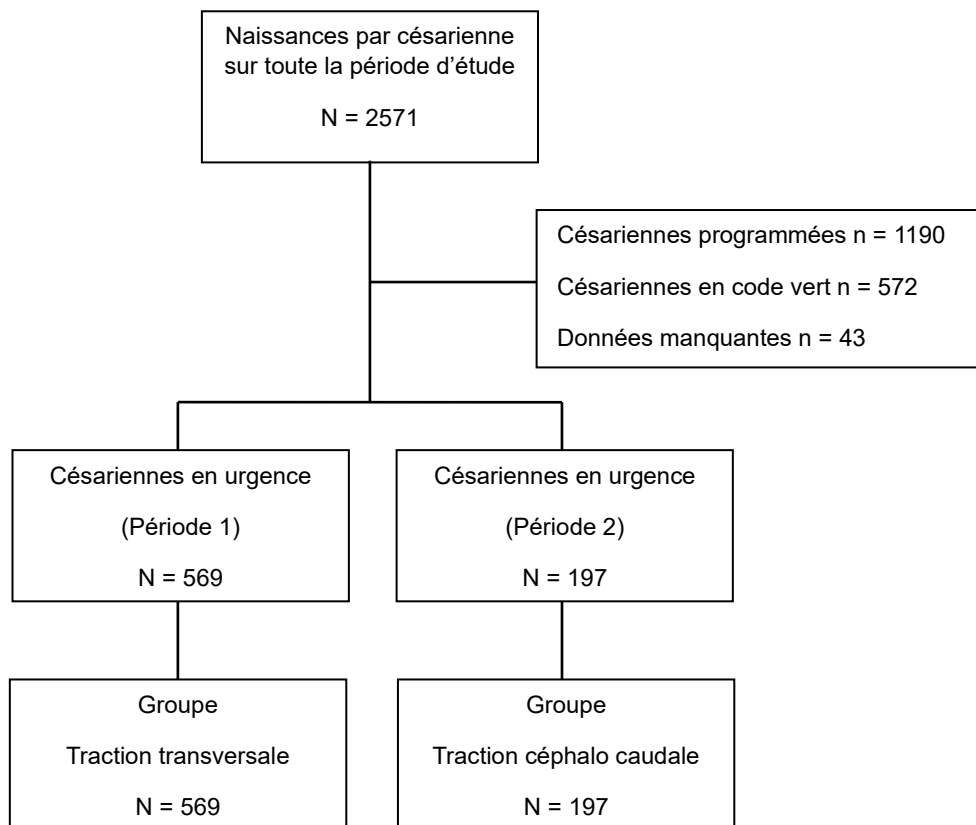 Naissances par césarienne
sur toute la période d’étude
N = 2571
Césariennes programmées n = 1190
Césariennes en code vert n = 572
Données manquantes n = 43
Césariennes en urgence
(Période 1)
N = 569
Césariennes en urgence
(Période 2)
N = 197
Groupe
Traction transversale
N = 569
Groupe
Traction céphalo caudale
N = 197